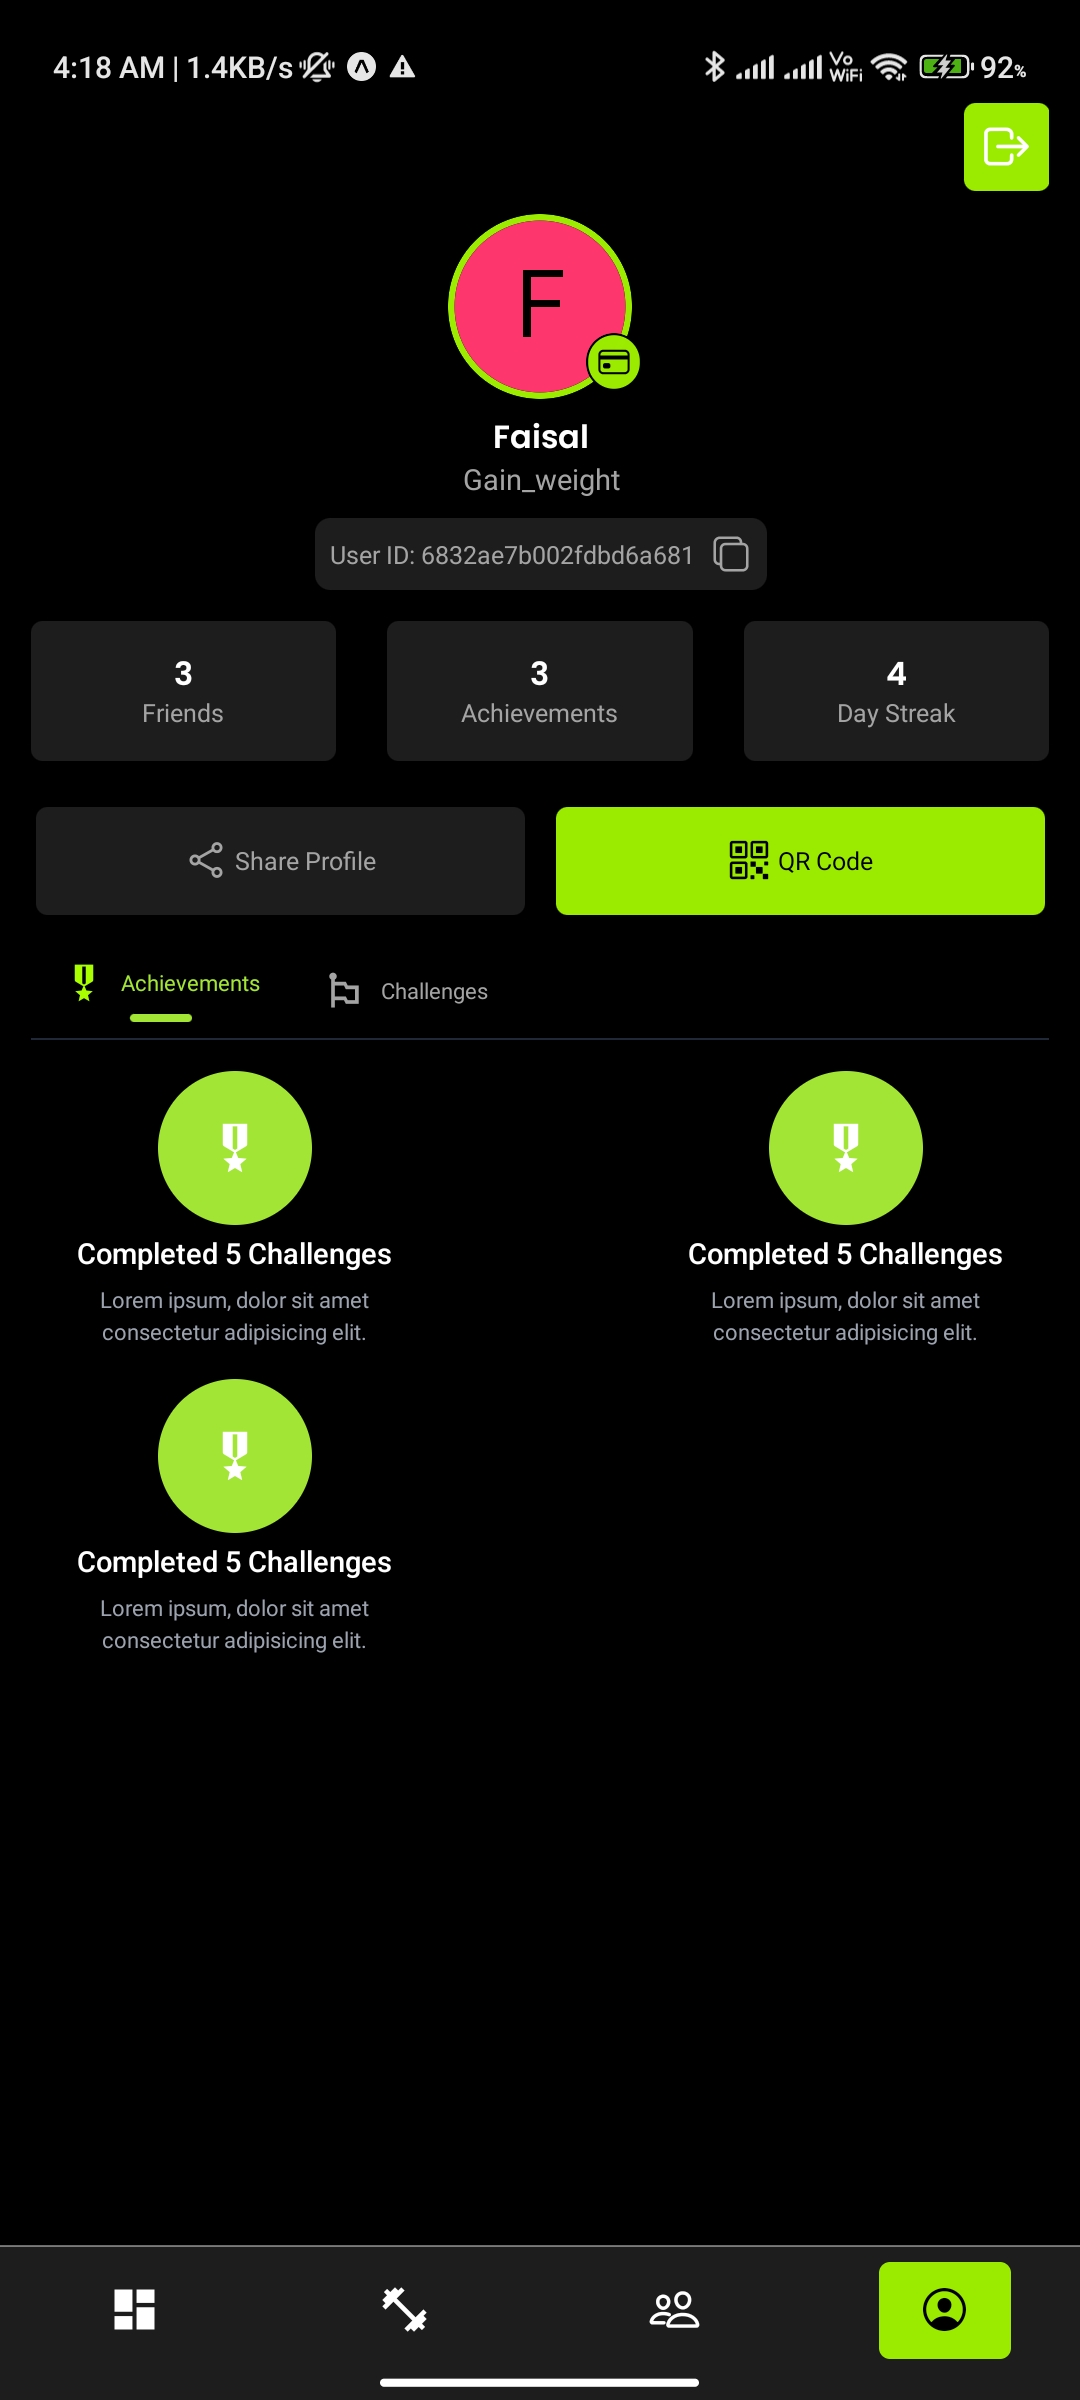 4:18 AM | 1.4KB/s
Vo
WiFi
92%
F
Faisal
Gain_weight
User ID: 6832ae7b002fdbd6a681
3
Friends
3
Achievements
4
Day Streak
Share Profile
QR Code
Achievements
Challenges
Completed 5 Challenges
Lorem ipsum, dolor sit amet
consectetur adipisicing elit.
Completed 5 Challenges
Lorem ipsum, dolor sit amet
consectetur adipisicing elit.
Completed 5 Challenges
Lorem ipsum, dolor sit amet
consectetur adipisicing elit.